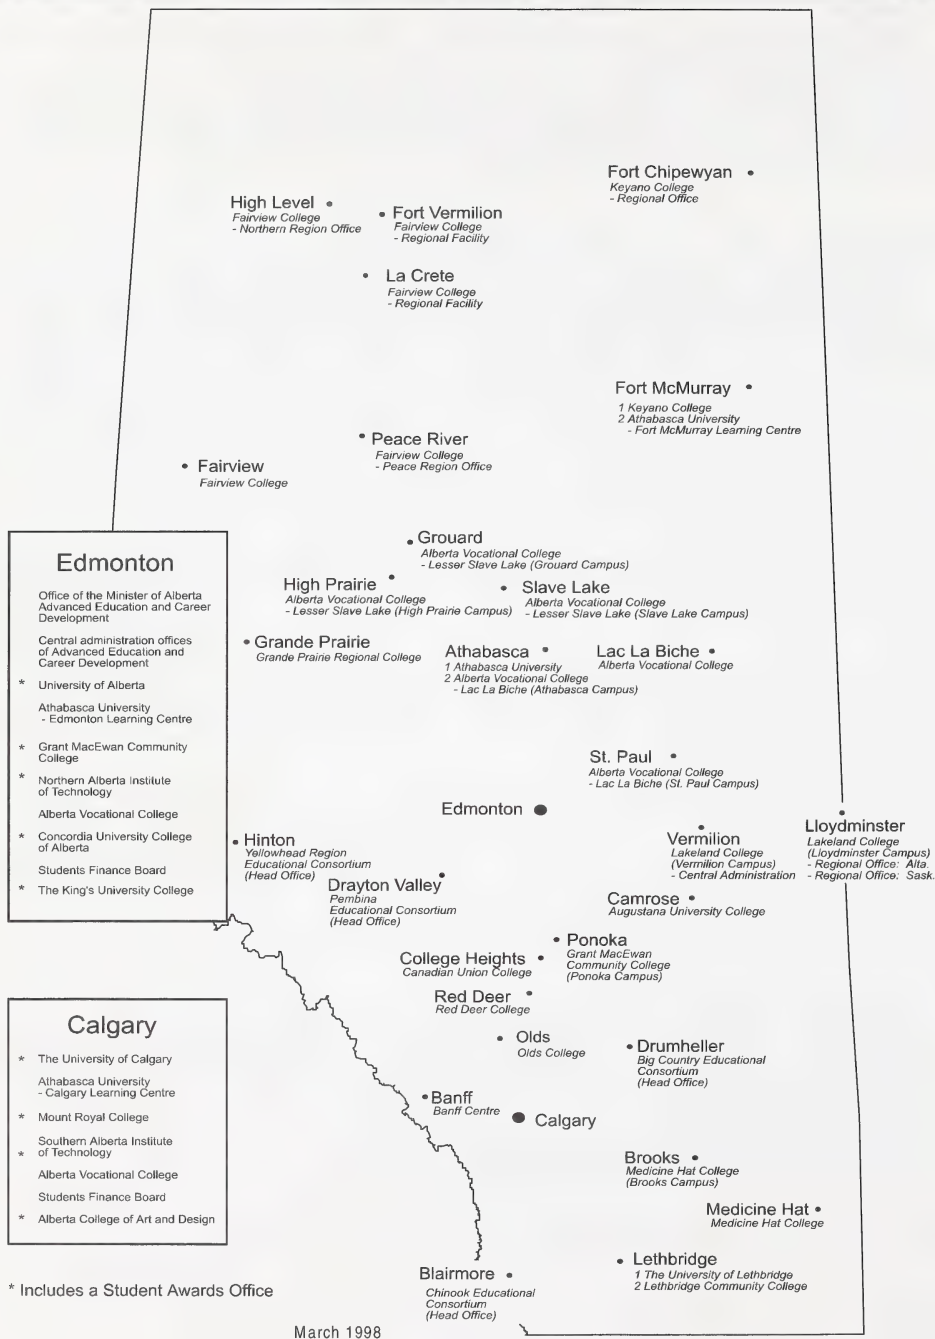 Fort Chipewyan
Keyano College
- Regional Office
High Level
Fairview College
- Northern Region Office
Fort Vermilion
Fairview College
- Regional Facility
La Crete
Fairview College
- Regional Facility
Fort McMurray
1 Keyano College
2 Athabasca University
- Fort McMurray Learning Centre
Peace River
Fairview College
- Peace Region Office
Fairview
Fairview College
Grouard
Alberta Vocational College
- Lesser Slave Lake (Grouard Campus)
High Prairie
Alberta Vocational College
- Lesser Slave Lake (High Prairie Campus)
Slave Lake
Alberta Vocational College
- Lesser Slave Lake (Slave Lake Campus)
Grande Prairie
Grande Prairie Regional College
Athabasca
1 Athabasca University
2 Alberta Vocational College
- Lac La Biche (Athabasca Campus)
Lac La Biche
Alberta Vocational College
St. Paul
Alberta Vocational College
- Lac La Biche (St. Paul Campus)
Edmonton
Office of the Minister of Alberta
Advanced Education and Career
Development
Central administration offices
of Advanced Education and
Career Development
* University of Alberta
Athabasca University
- Edmonton Learning Centre
* Grant MacEwan Community
College
* Northern Alberta Institute
of Technology
Alberta Vocational College
* Concordia University College
of Alberta
Students Finance Board
* The King's University College
Edmonton
Hinton
Yellowhead Region
Educational Consortium
(Head Office)
Drayton Valley
Pembina
Educational Consortium
(Head Office)
Vermilion
Lakeland College
(Vermilion Campus)
- Central Administration
Lloydminster
Lakeland College
(Lloydminster Campus)
- Regional Office: Alta.
- Regional Office: Sask.
Camrose
Augustana University College
Ponoka
Grant MacEwan
Community College
(Ponoka Campus)
College Heights
Canadian Union College
Red Deer
Red Deer College
Olds
Olds College
Drumheller
Big Country Educational
Consortium
(Head Office)
Banff
Banff Centre
Calgary
Calgary
* The University of Calgary
Athabasca University
- Calgary Learning Centre
* Mount Royal College
Southern Alberta Institute
* of Technology
Alberta Vocational College
Students Finance Board
* Alberta College of Art and Design
Brooks
Medicine Hat College
(Brooks Campus)
Medicine Hat
Medicine Hat College
Lethbridge
1 The University of Lethbridge
2 Lethbridge Community College
Blairmore
Chinook Educational
Consortium
(Head Office)
* Includes a Student Awards Office
March 1998